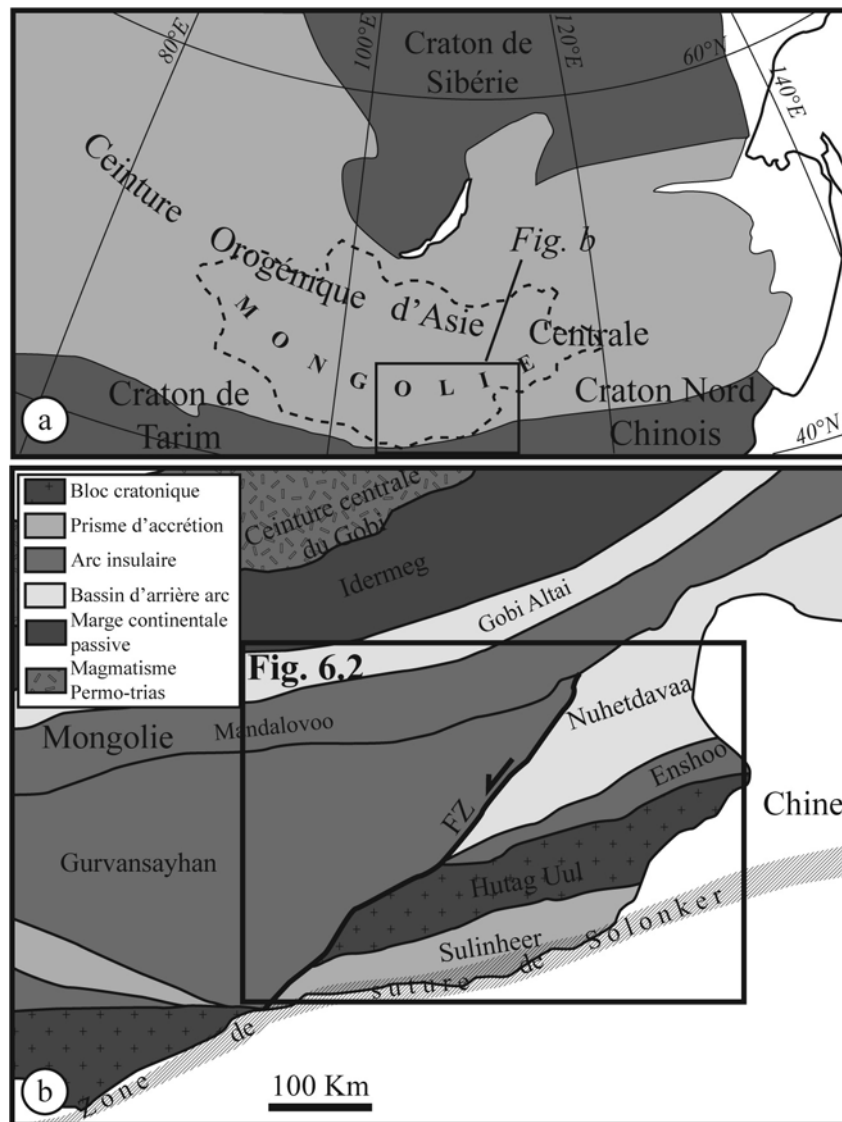 80°E
100°E
120°E
60°N
140°E
Craton de
Sibérie
Ceinture
Orogénique
d'Asie
Centrale
Fig. b
MONGOLIE
Craton de
Tarim
Craton Nord
Chinois
40°N
a
Bloc cratonique
Prisme d'accrétion
Arc insulaire
Bassin d'arrière arc
Marge continentale
passive
Magmatisme
Permo-trias
Ceinture centrale
du Gobi
Idermeg
Gobi Altai
Fig. 6.2
Mongolie
Mandalovoo
Nuhetdavaa
Enshoo
FZ
Chine
Gurvansayhan
Hutag Uul
Sulinheer
Zone de suture de Solonker
b
100 Km